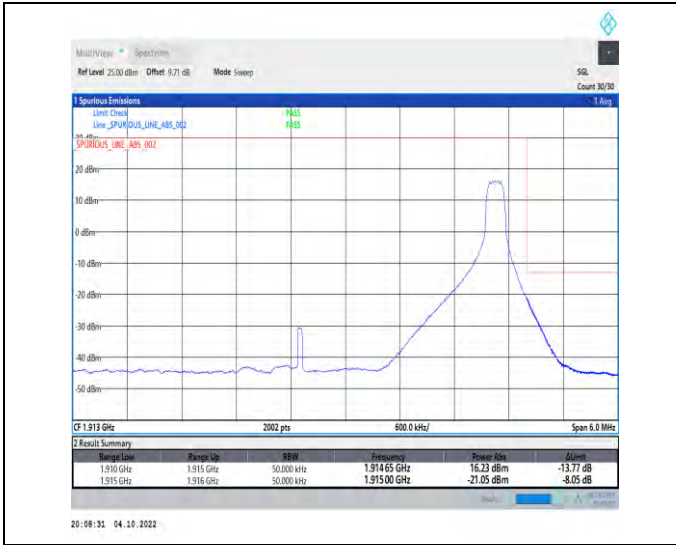 MultiView Spectrum
Ref Level 25.00 dBm Offset 9.71 dB Mode Sweep SGL
Count 30/30
1 Spurious Emissions 1 Avg
Limit Check PASS
Line _SPURIOUS_LINE_ABS_002 PASS
_SPURIOUS_LINE_ABS_002
20 dBm
10 dBm
0 dBm
-10 dBm
-20 dBm
-30 dBm
-40 dBm
-50 dBm
CF 1.913 GHz 2002 pts 600.0 kHz/ Span 6.0 MHz
2 Result Summary
Range Low Range Up RBW Frequency Power Abs ΔLimit
1.910 GHz 1.915 GHz 50.000 kHz 1.91465 GHz 16.23 dBm -13.77 dB
1.915 GHz 1.916 GHz 50.000 kHz 1.91500 GHz -21.05 dBm -8.05 dB
20:08:31 04.10.2022